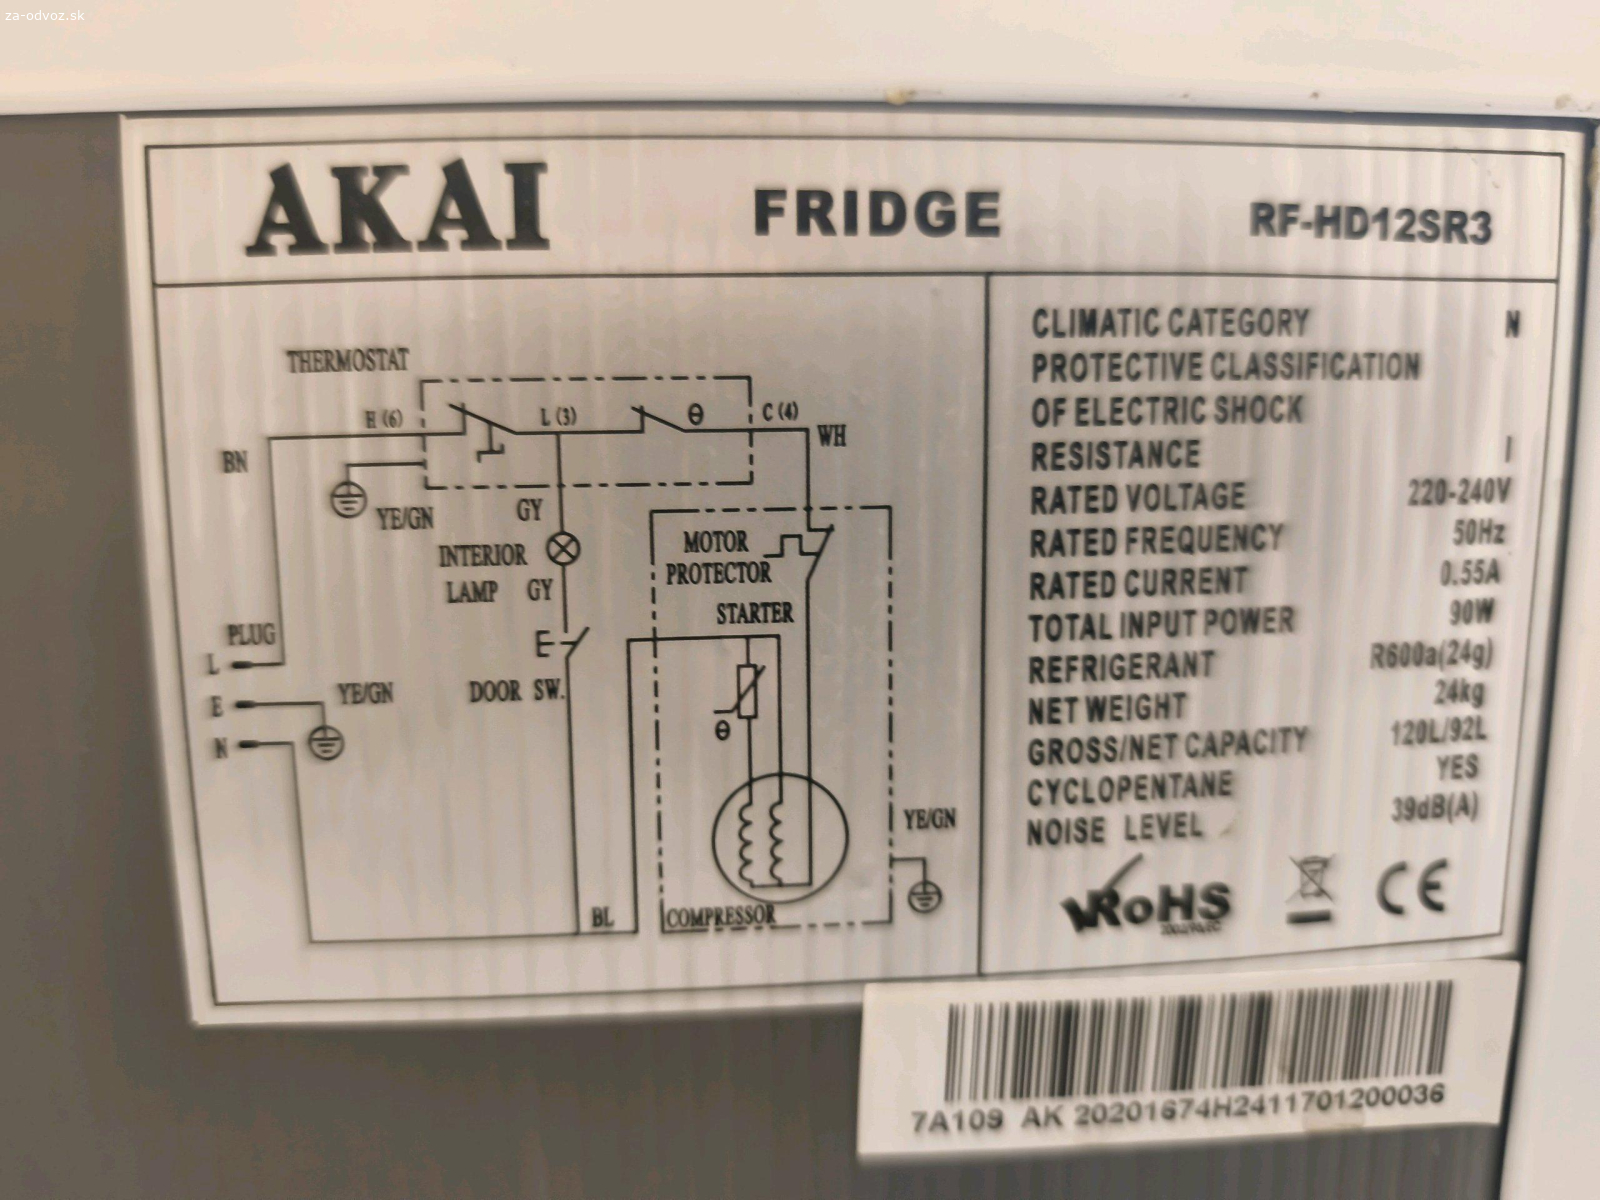 za-odvoz.sk
AKAI FRIDGE RF-HD12SR3
THERMOSTAT
H (6) L (3) θ C (4)
BN WH
YE/GN GY
INTERIOR
LAMP GY
MOTOR
PROTECTOR
STARTER
PLUG
L
E YE/GN
N
E
DOOR SW.
θ
YE/GN
BL COMPRESSOR
CLIMATIC CATEGORY N
PROTECTIVE CLASSIFICATION
OF ELECTRIC SHOCK
RESISTANCE I
RATED VOLTAGE 220-240V
RATED FREQUENCY 50Hz
RATED CURRENT 0.55A
TOTAL INPUT POWER 90W
REFRIGERANT R600a(24g)
NET WEIGHT 24kg
GROSS/NET CAPACITY 120L/92L
CYCLOPENTANE YES
NOISE LEVEL 39dB(A)
RoHS CE
7A109 AK 20201674H2411701200036